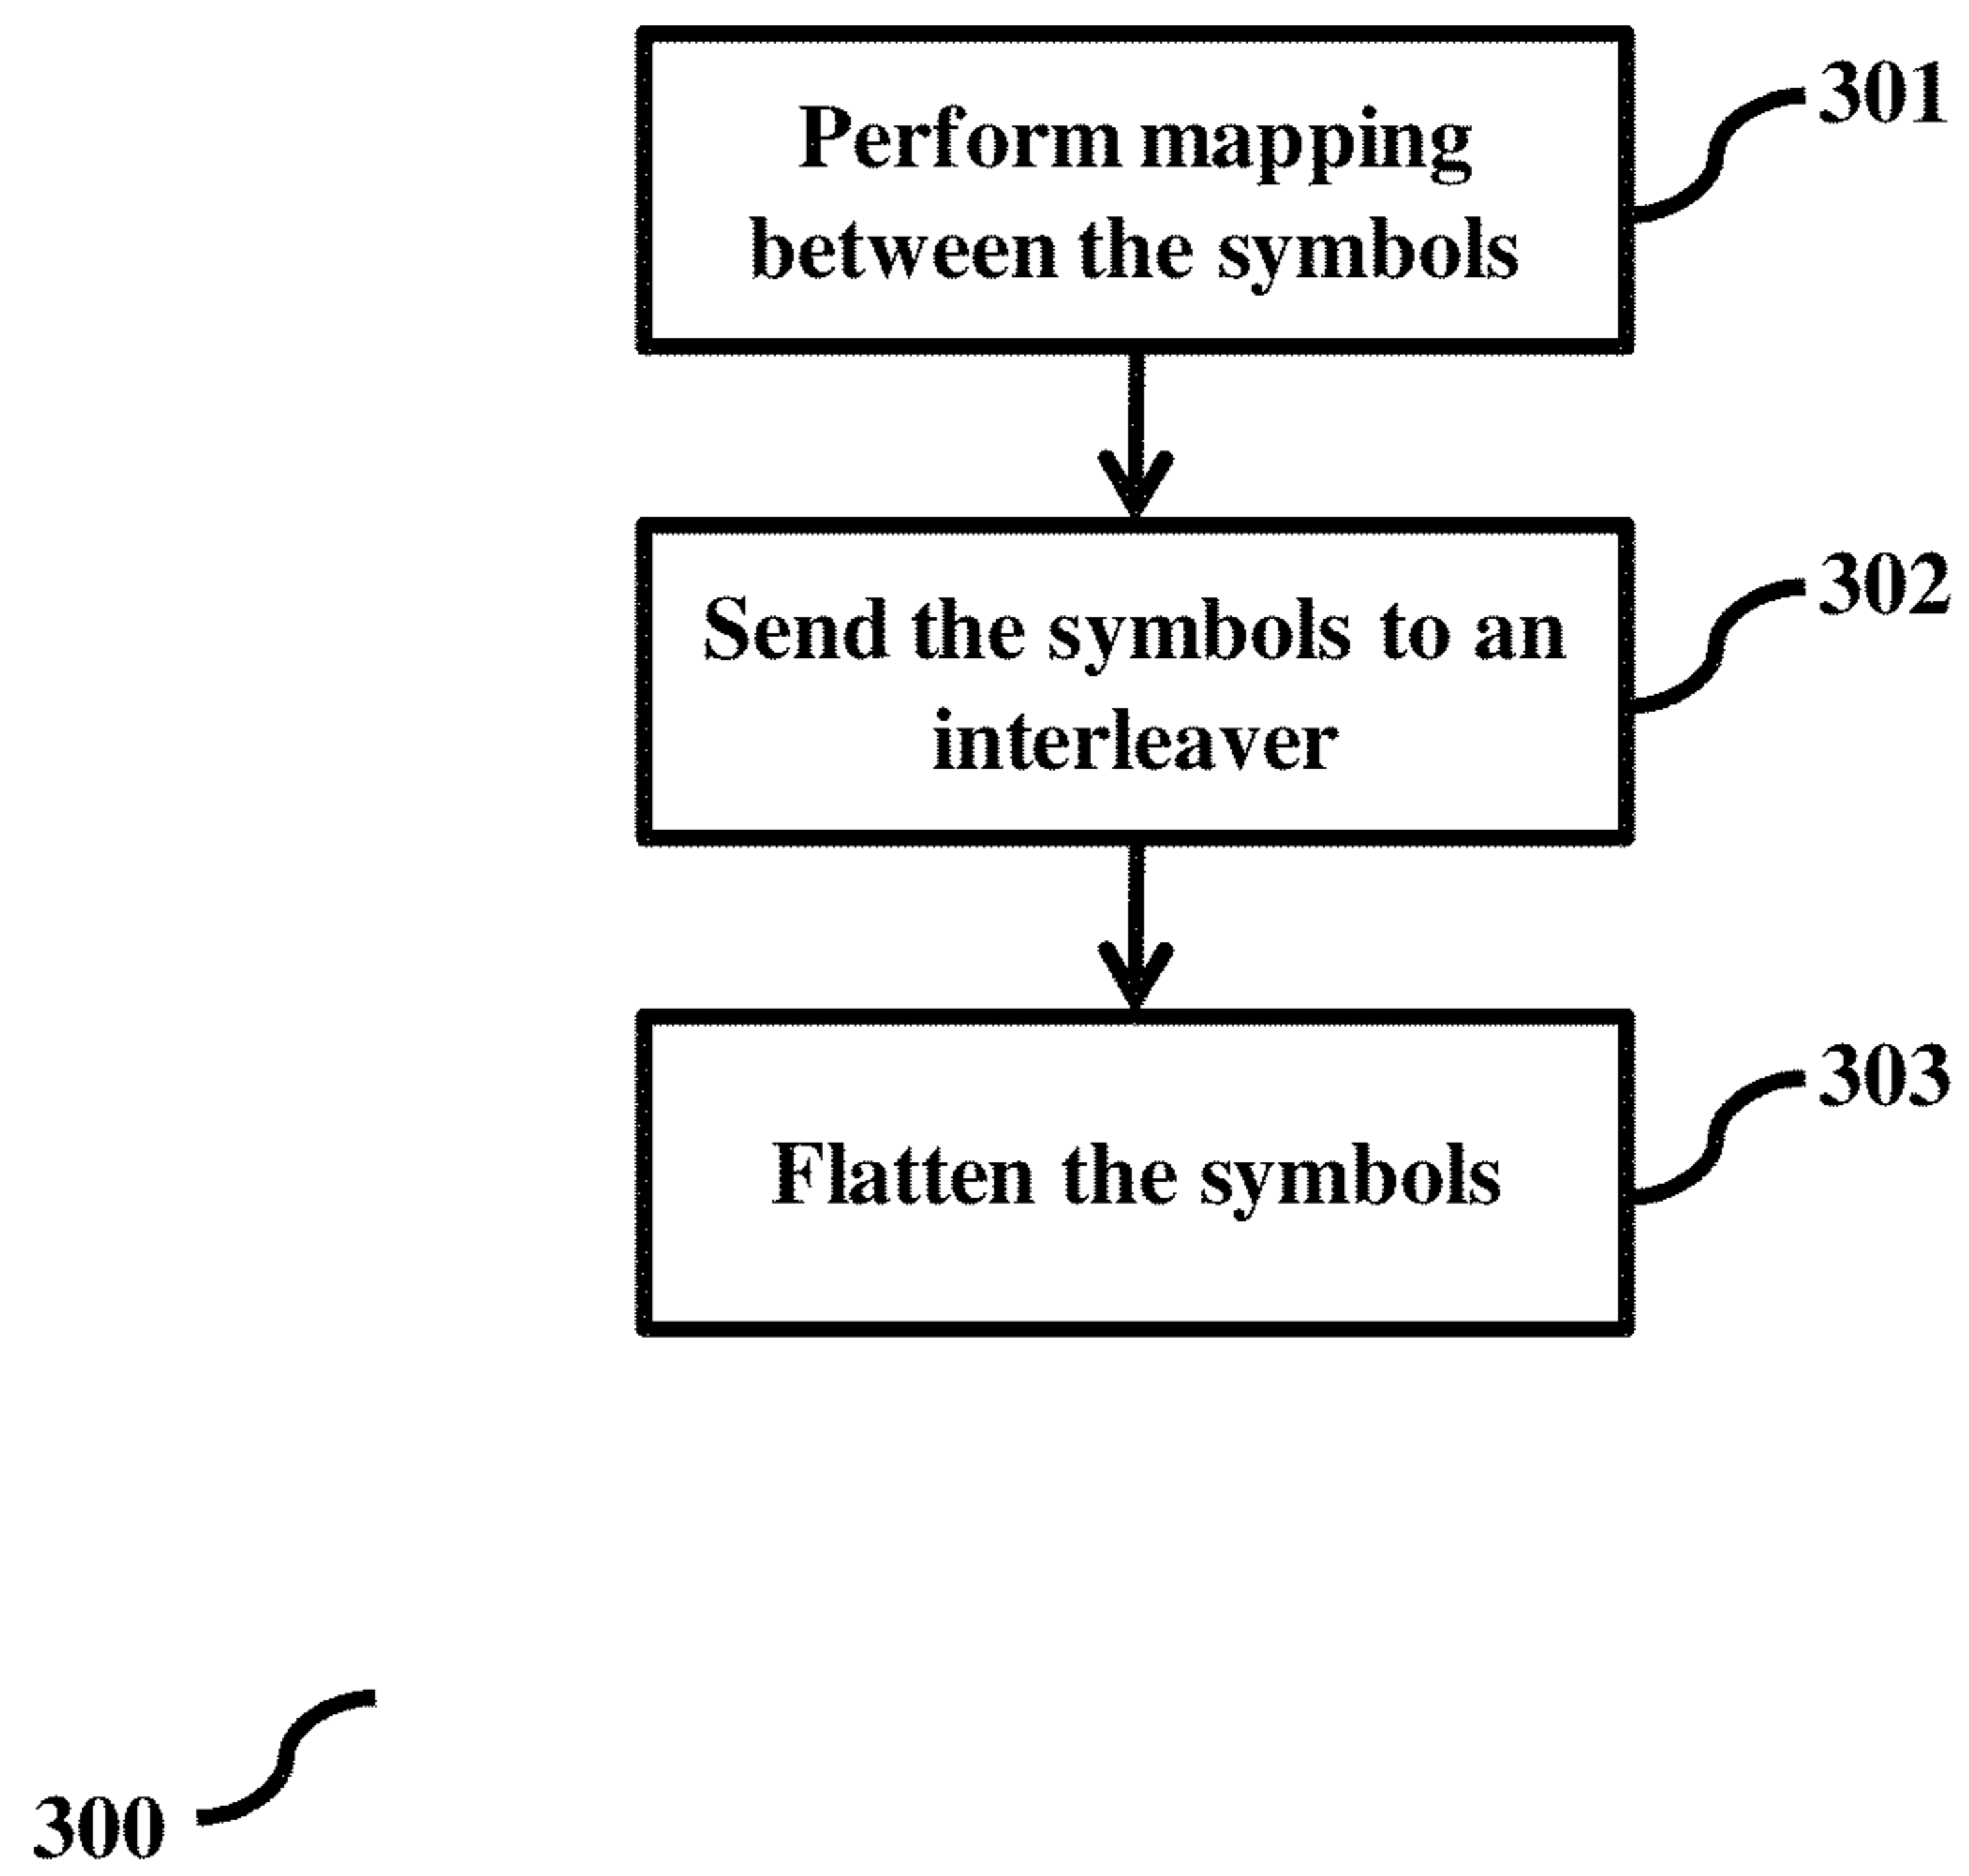 Perform mapping
between the symbols
301
Send the symbols to an
interleaver
302
Flatten the symbols
303
300